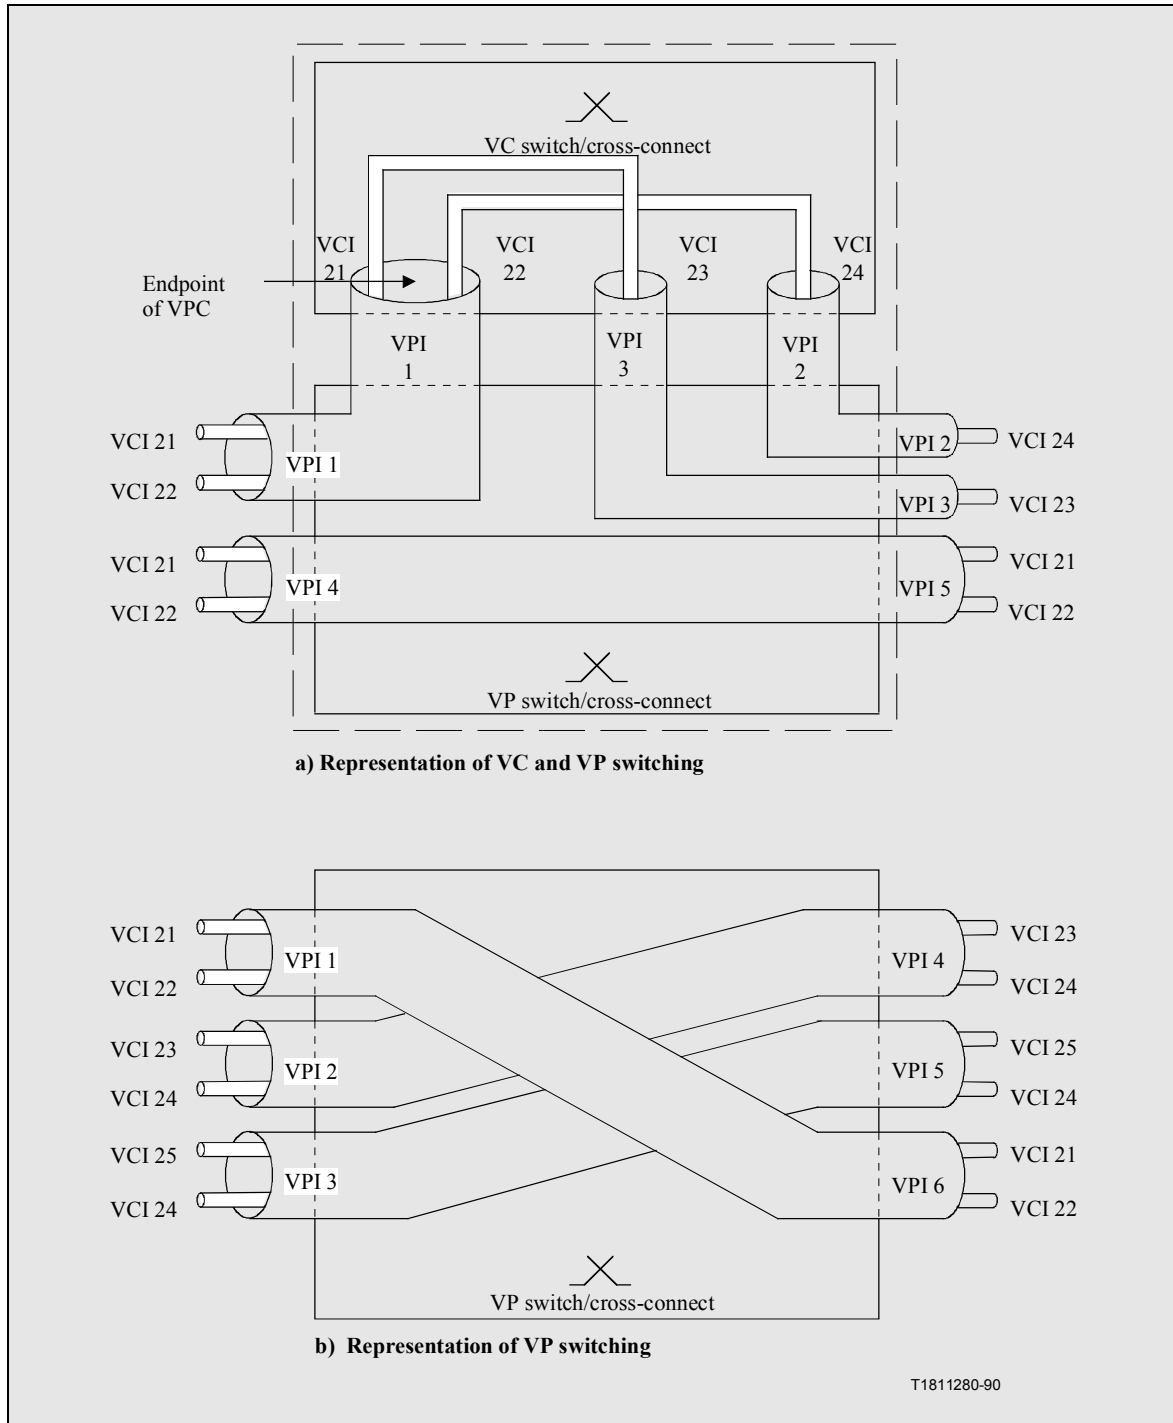 VC switch/cross-connect
VCI
21
VCI
22
VCI
23
VCI
24
Endpoint
of VPC
VPI
1
VPI
3
VPI
2
VCI 21
VCI 22
VPI 1
VPI 2
VCI 24
VPI 3
VCI 23
VCI 21
VCI 22
VPI 4
VPI 5
VCI 21
VCI 22
VP switch/cross-connect
a) Representation of VC and VP switching
VCI 21
VCI 22
VPI 1
VPI 4
VCI 23
VCI 24
VCI 23
VCI 24
VPI 2
VPI 5
VCI 25
VCI 24
VCI 25
VCI 24
VPI 3
VPI 6
VCI 21
VCI 22
VP switch/cross-connect
b) Representation of VP switching
T1811280-90